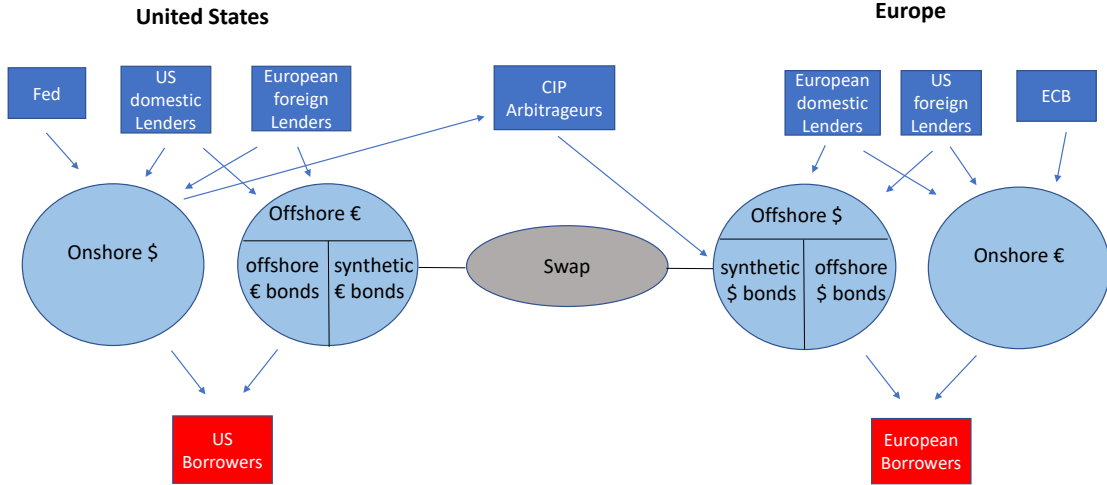 United States
Europe
Fed
US
domestic
Lenders
European
foreign
Lenders
CIP
Arbitrageurs
European
domestic
Lenders
US
foreign
Lenders
ECB
Onshore $
Offshore €
offshore
€ bonds
synthetic
€ bonds
Swap
Offshore $
synthetic
$ bonds
offshore
$ bonds
Onshore €
US
Borrowers
European
Borrowers